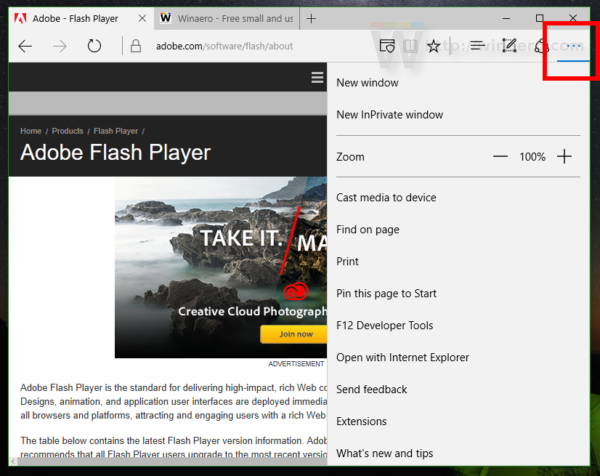 Adobe - Flash Player
Winaero - Free small and us
adobe.com/software/flash/about
http://winaero.com
New window
New InPrivate window
Zoom
100%
Cast media to device
Find on page
Print
Pin this page to Start
F12 Developer Tools
Open with Internet Explorer
Send feedback
Extensions
What's new and tips
Home / Products / Flash Player /
Adobe Flash Player
TAKE IT. / MA
Creative Cloud Photograph
Join now
ADVERTISEMENT
Adobe Flash Player is the standard for delivering high-impact, rich Web co
Designs, animation, and application user interfaces are deployed immedia
all browsers and platforms, attracting and engaging users with a rich Web
The table below contains the latest Flash Player version information. Adob
recommends that all Flash Player users upgrade to the most recent version